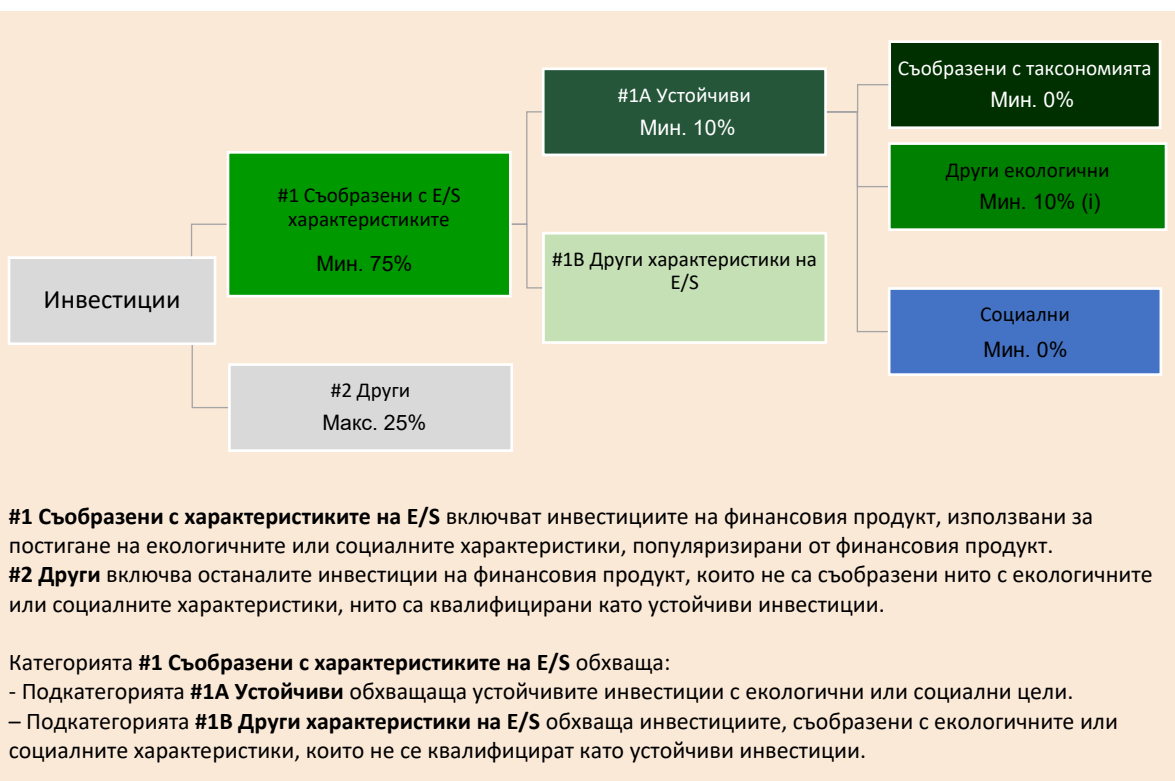 Инвестиции
#1 Съобразени с E/S
характеристиките
Мин. 75%
#2 Други
Макс. 25%
#1A Устойчиви
Мин. 10%
#1B Други характеристики на
E/S
Съобразени с таксономията
Мин. 0%
Други екологични
Мин. 10% (i)
Социални
Мин. 0%
#1 Съобразени с характеристиките на E/S включват инвестициите на финансовия продукт, използвани за
постигане на екологичните или социалните характеристики, популяризирани от финансовия продукт.
#2 Други включва останалите инвестиции на финансовия продукт, които не са съобразени нито с екологичните
или социалните характеристики, нито са квалифицирани като устойчиви инвестиции.
Категорията #1 Съобразени с характеристиките на E/S обхваща:
- Подкатегорията #1A Устойчиви обхващаща устойчивите инвестиции с екологични или социални цели.
– Подкатегорията #1B Други характеристики на E/S обхваща инвестициите, съобразени с екологичните или
социалните характеристики, които не се квалифицират като устойчиви инвестиции.